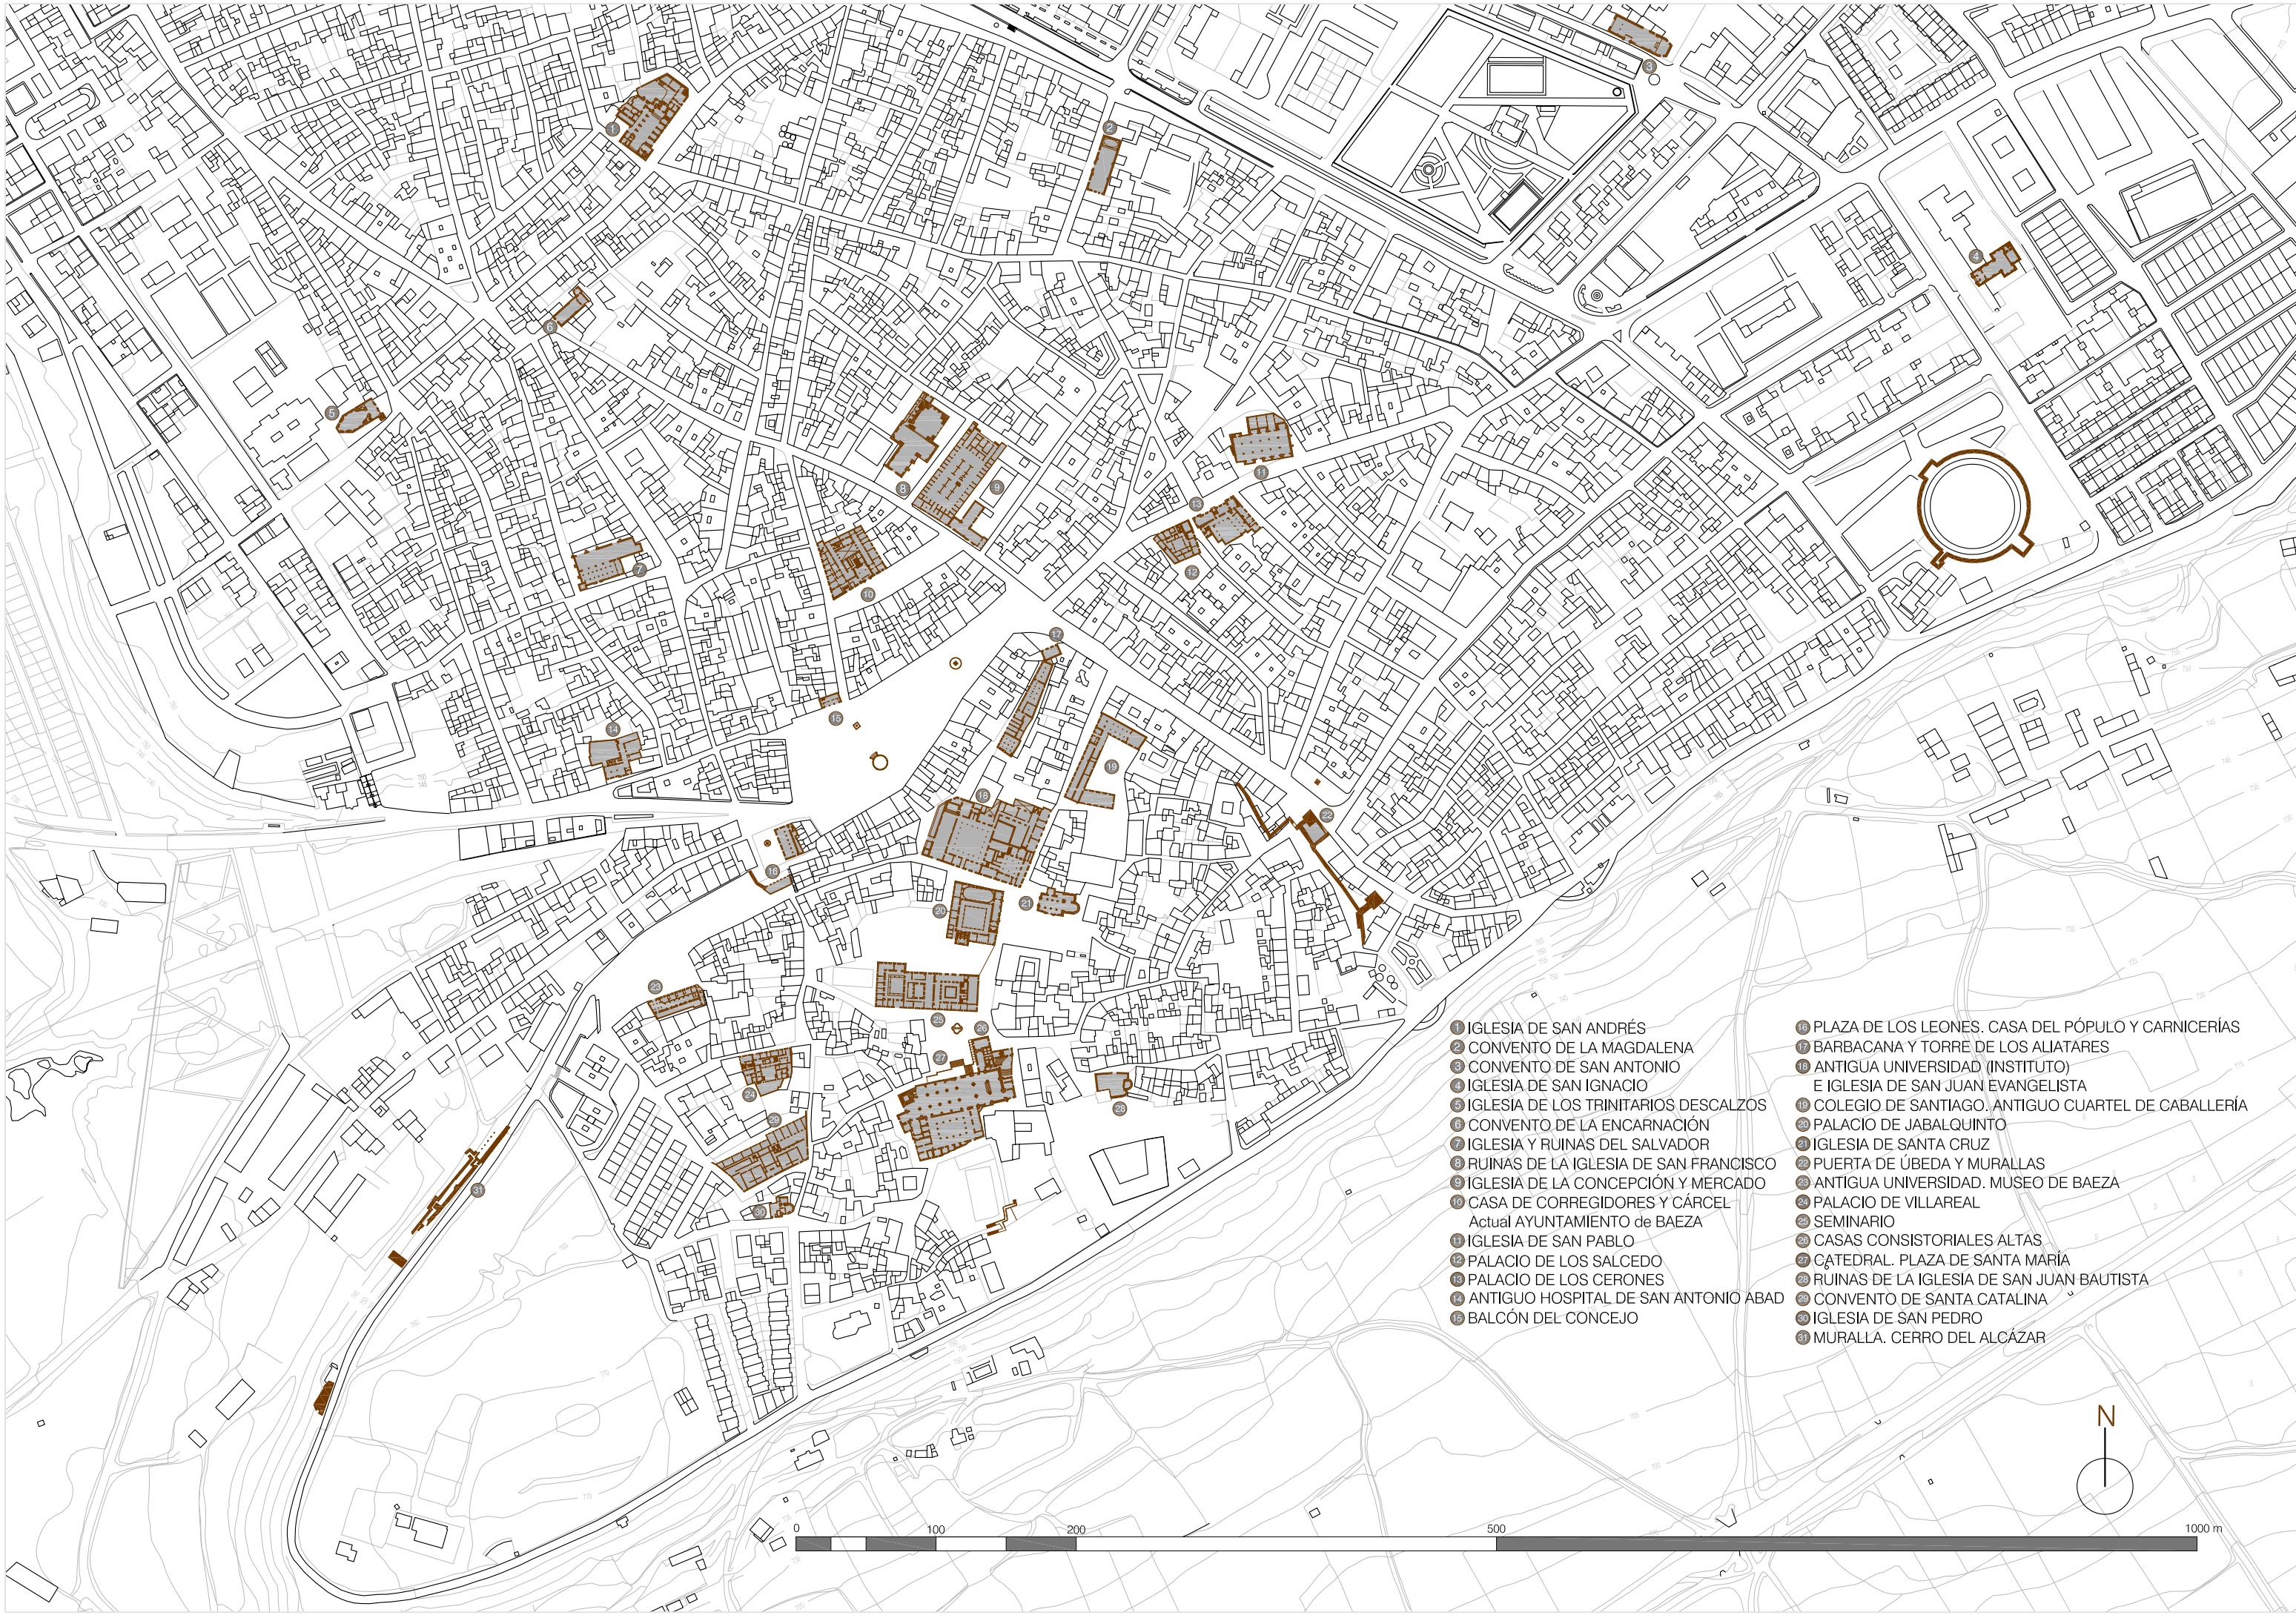 1 IGLESIA DE SAN ANDRÉS
2 CONVENTO DE LA MAGDALENA
3 CONVENTO DE SAN ANTONIO
4 IGLESIA DE SAN IGNACIO
5 IGLESIA DE LOS TRINITARIOS DESCALZOS
6 CONVENTO DE LA ENCARNACIÓN
7 IGLESIA Y RUINAS DEL SALVADOR
8 RUINAS DE LA IGLESIA DE SAN FRANCISCO
9 IGLESIA DE LA CONCEPCIÓN Y MERCADO
10 CASA DE CORREGIDORES Y CÁRCEL
Actual AYUNTAMIENTO de BAEZA
11 IGLESIA DE SAN PABLO
12 PALACIO DE LOS SALCEDO
13 PALACIO DE LOS CERONES
14 ANTIGUO HOSPITAL DE SAN ANTONIO ABAD
15 BALCÓN DEL CONCEJO
16 PLAZA DE LOS LEONES. CASA DEL PÓPULO Y CARNICERÍAS
17 BARBACANA Y TORRE DE LOS ALIATARES
18 ANTIGUA UNIVERSIDAD (INSTITUTO)
E IGLESIA DE SAN JUAN EVANGELISTA
19 COLEGIO DE SANTIAGO. ANTIGUO CUARTEL DE CABALLERÍA
20 PALACIO DE JABALQUINTO
21 IGLESIA DE SANTA CRUZ
22 PUERTA DE ÚBEDA Y MURALLAS
23 ANTIGUA UNIVERSIDAD. MUSEO DE BAEZA
24 PALACIO DE VILLAREAL
25 SEMINARIO
26 CASAS CONSISTORIALES ALTAS
27 CATEDRAL. PLAZA DE SANTA MARÍA
28 RUINAS DE LA IGLESIA DE SAN JUAN BAUTISTA
29 CONVENTO DE SANTA CATALINA
30 IGLESIA DE SAN PEDRO
31 MURALLA. CERRO DEL ALCÁZAR
N
0 100 200 500 1000 m